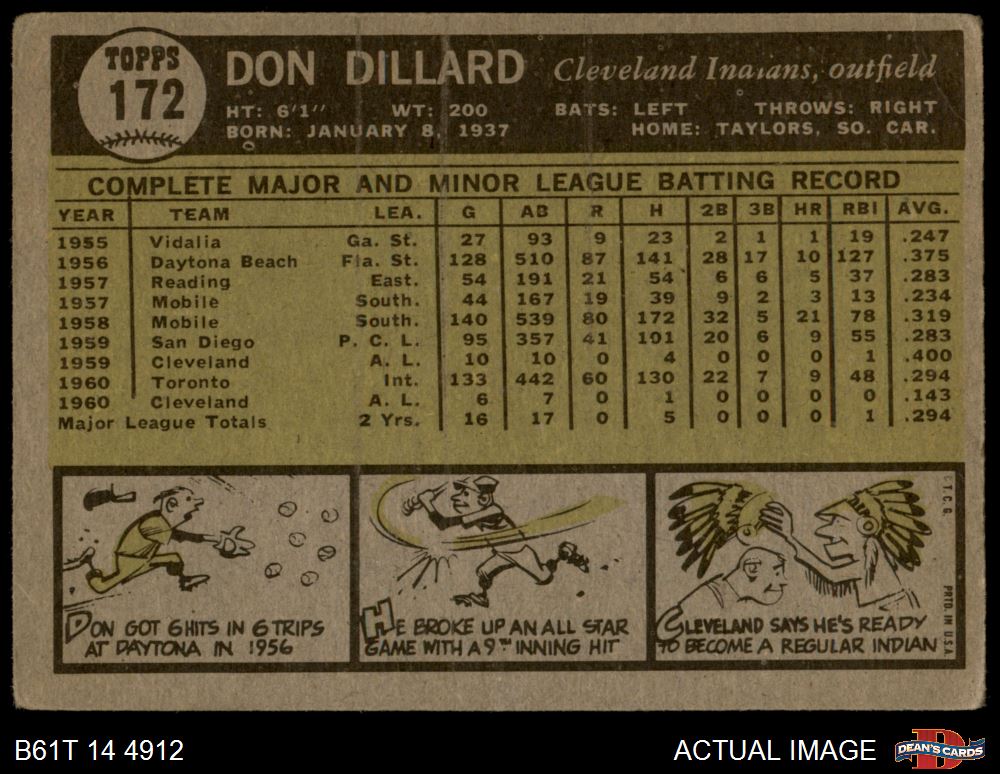 TOPPS
172
DON DILLARD Cleveland Indians, outfield
HT: 6'1" WT: 200 BATS: LEFT THROWS: RIGHT
BORN: JANUARY 8, 1937 HOME: TAYLORS, SO. CAR.
COMPLETE MAJOR AND MINOR LEAGUE BATTING RECORD
YEAR TEAM LEA. G AB R H 2B 3B HR RBI AVG.
1955 Vidalia Ga. St. 27 93 9 23 2 1 1 19 .247
1956 Daytona Beach Fla. St. 128 510 87 141 28 17 10 127 .375
1957 Reading East. 54 191 21 54 6 6 5 37 .283
1957 Mobile South. 44 167 19 39 9 2 3 13 .234
1958 Mobile South. 140 539 80 172 32 5 21 78 .319
1959 San Diego P. C. L. 95 357 41 101 20 6 9 55 .283
1959 Cleveland A. L. 10 10 0 4 0 0 0 1 .400
1960 Toronto Int. 133 442 60 130 22 7 9 48 .294
1960 Cleveland A. L. 6 7 0 1 0 0 0 0 .143
Major League Totals 2 Yrs. 16 17 0 5 0 0 0 1 .294
DON GOT 6 HITS IN 6 TRIPS
AT DAYTONA IN 1956
HE BROKE UP AN ALL STAR
GAME WITH A 9TH INNING HIT
CLEVELAND SAYS HE'S READY
TO BECOME A REGULAR INDIAN
T.C.G. PRTD. IN U.S.A.
B61T 14 4912 ACTUAL IMAGE
DEAN'S CARDS